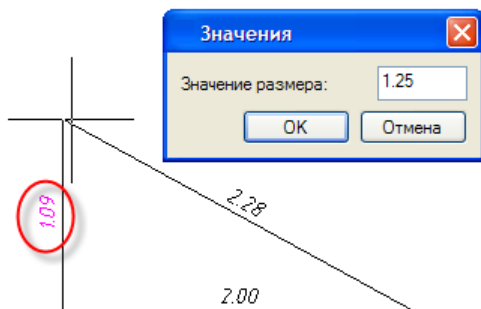 Значения
Значение размера: 1.25
OK Отмена
1.09
2.28
2.00